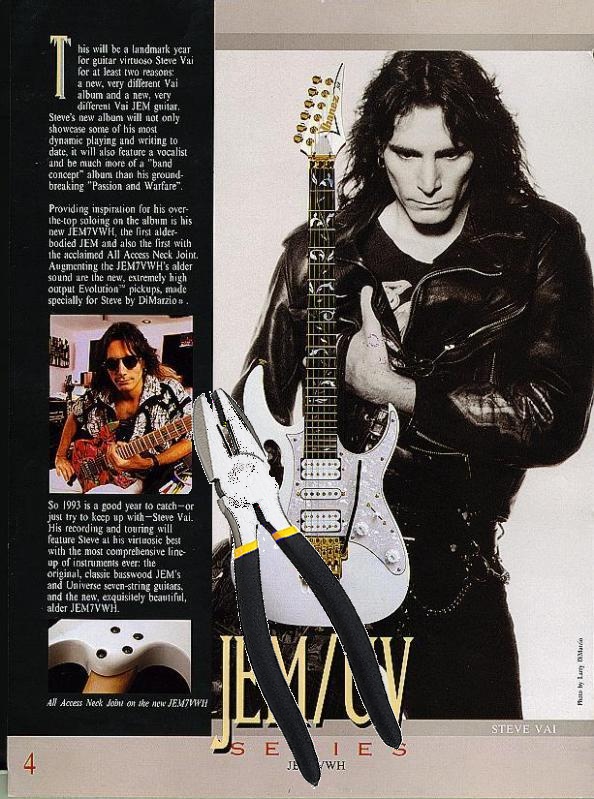 This will be a landmark year
for guitar virtuoso Steve Vai
for at least two reasons:
a new, very different Vai
album and a new, very
different Vai JEM guitar.
Steve's new album will not only
showcase some of his most
dynamic playing and writing to
date, it will also feature a vocalist
and be much more of a "band
concept" album than his ground-
breaking "Passion and Warfare".
Providing inspiration for his over-
the-top soloing on the album is his
new JEM7VWH, the first alder-
bodied JEM and also the first with
the acclaimed All Access Neck Joint.
Augmenting the JEM7VWH's alder
sound are the new, extremely high
output Evolution™ pickups, made
specially for Steve by DiMarzio®.
So 1993 is a good year to catch—or
just try to keep up with—Steve Vai.
His recording and touring will
feature Steve at his virtuosic best
with the most comprehensive line-
up of instruments ever: the
original, classic basswood JEM's
and Universe seven-string guitars,
and the new, exquisitely beautiful,
alder JEM7VWH.
All Access Neck Joint on the new JEM7VWH
4
Ibanez
JEM/UV
SE IES
JE VWH
STEVE VAI
Photo by Larry DiMarzio